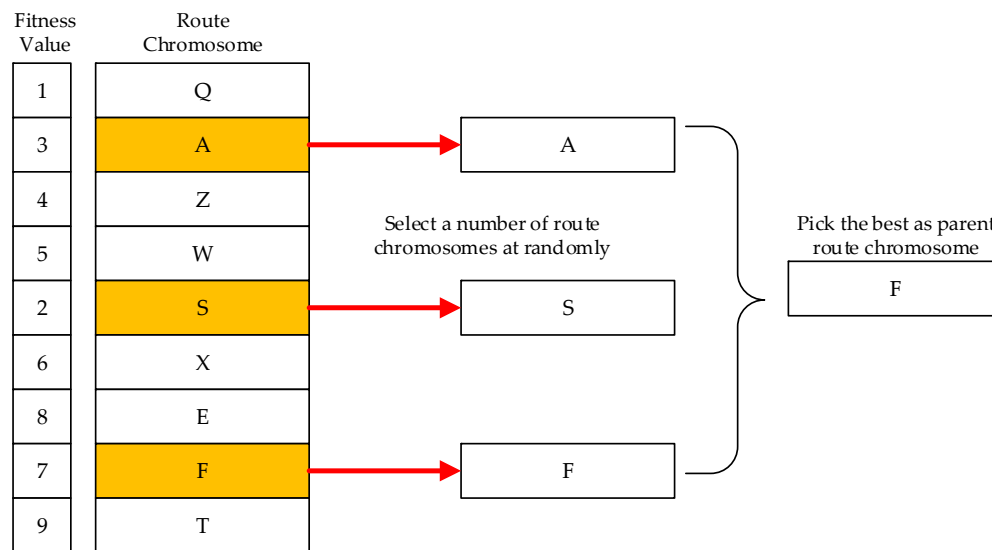 Fitness
Value
Route
Chromosome
1
Q
3
A
A
4
Z
Select a number of route
chromosomes at randomly
Pick the best as parent
route chromosome
5
W
F
2
S
S
6
X
8
E
7
F
F
9
T